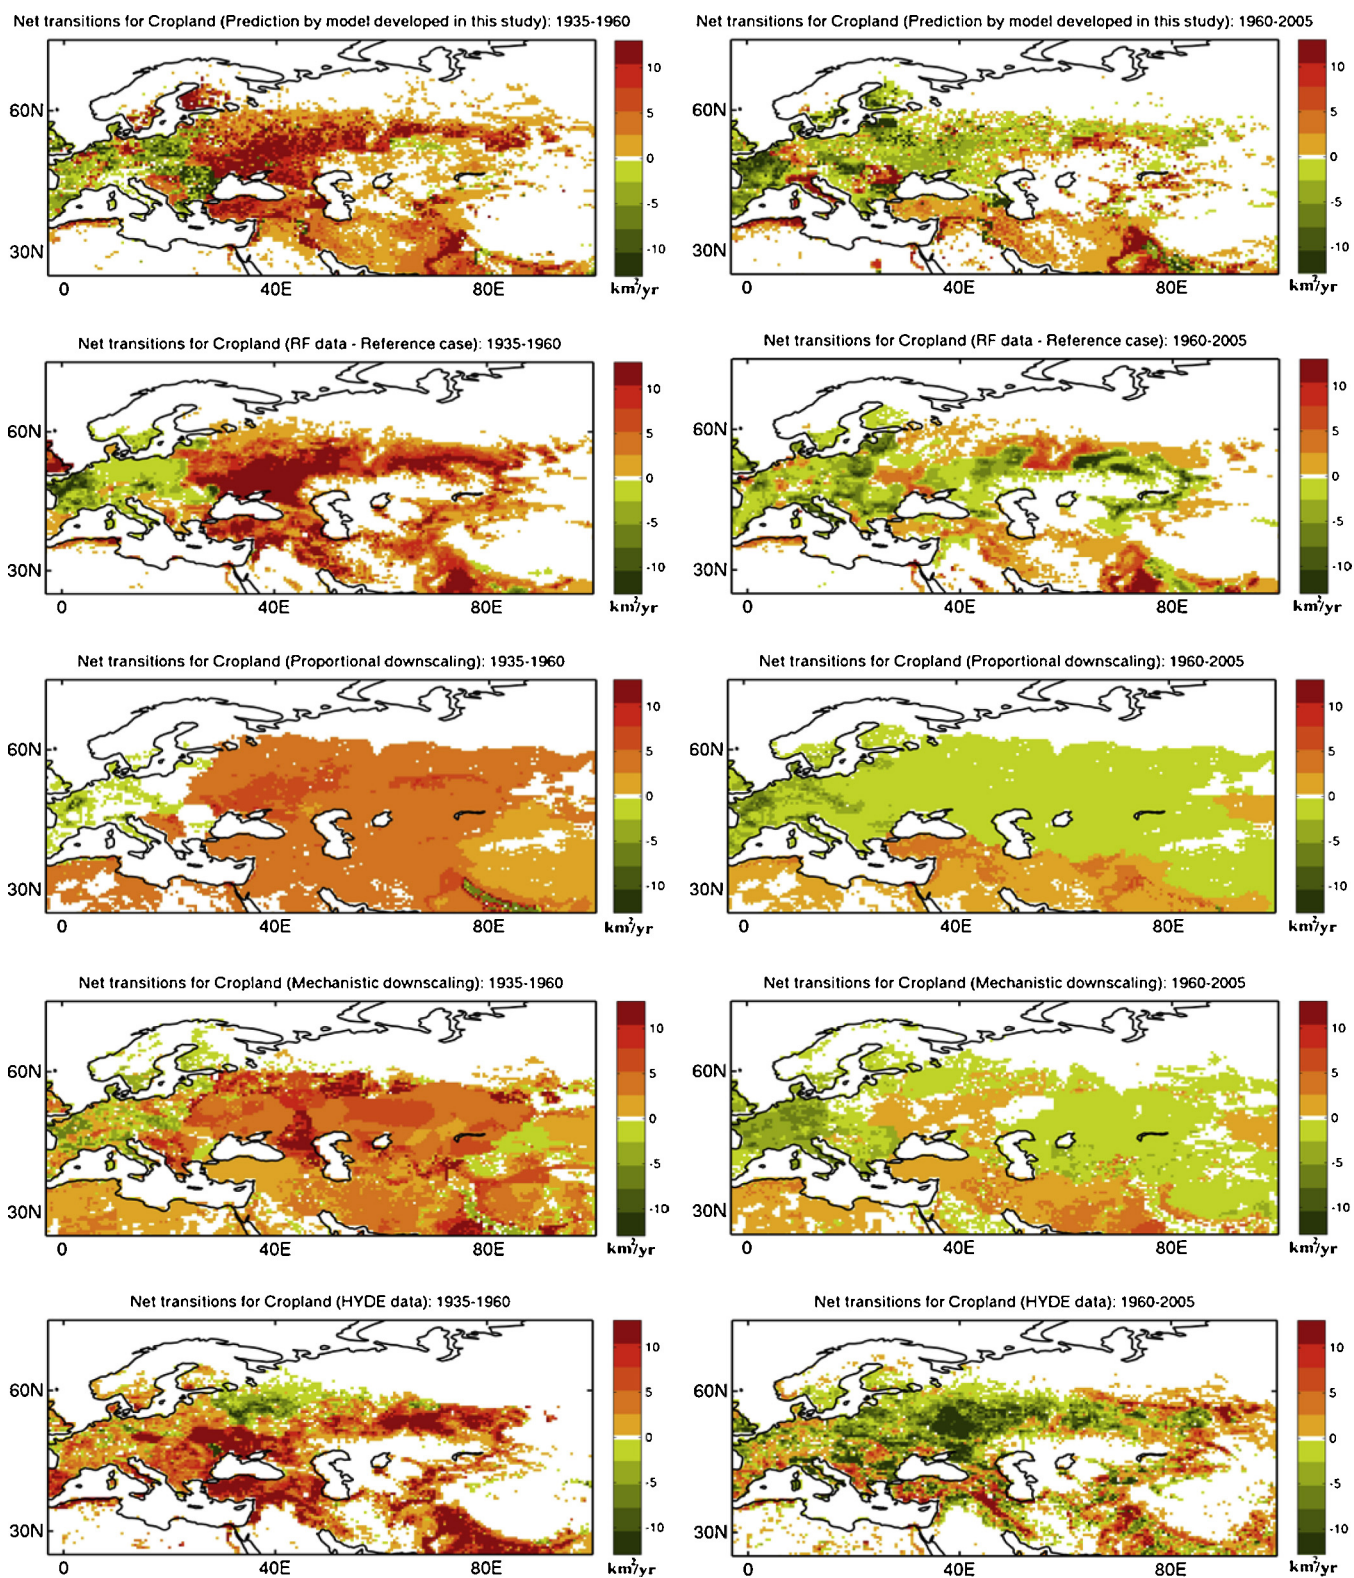 Net transitions for Cropland (Prediction by model developed in this study): 1935-1960
60N
30N
0 40E 80E
10
5
0
-5
-10
km²/yr
Net transitions for Cropland (Prediction by model developed in this study): 1960-2005
60N
30N
0 40E 80E
10
5
0
-5
-10
km²/yr
Net transitions for Cropland (RF data - Reference case): 1935-1960
60N
30N
0 40E 80E
10
5
0
-5
-10
km²/yr
Net transitions for Cropland (RF data - Reference case): 1960-2005
60N
30N
0 40E 80E
10
5
0
-5
-10
km²/yr
Net transitions for Cropland (Proportional downscaling): 1935-1960
60N
30N
0 40E 80E
10
5
0
-5
-10
km²/yr
Net transitions for Cropland (Proportional downscaling): 1960-2005
60N
30N
0 40E 80E
10
5
0
-5
-10
km²/yr
Net transitions for Cropland (Mechanistic downscaling): 1935-1960
60N
30N
0 40E 80E
10
5
0
-5
-10
km²/yr
Net transitions for Cropland (Mechanistic downscaling): 1960-2005
60N
30N
0 40E 80E
10
5
0
-5
-10
km²/yr
Net transitions for Cropland (HYDE data): 1935-1960
60N
30N
0 40E 80E
10
5
0
-5
-10
km²/yr
Net transitions for Cropland (HYDE data): 1960-2005
60N
30N
0 40E 80E
10
5
0
-5
-10
km²/yr